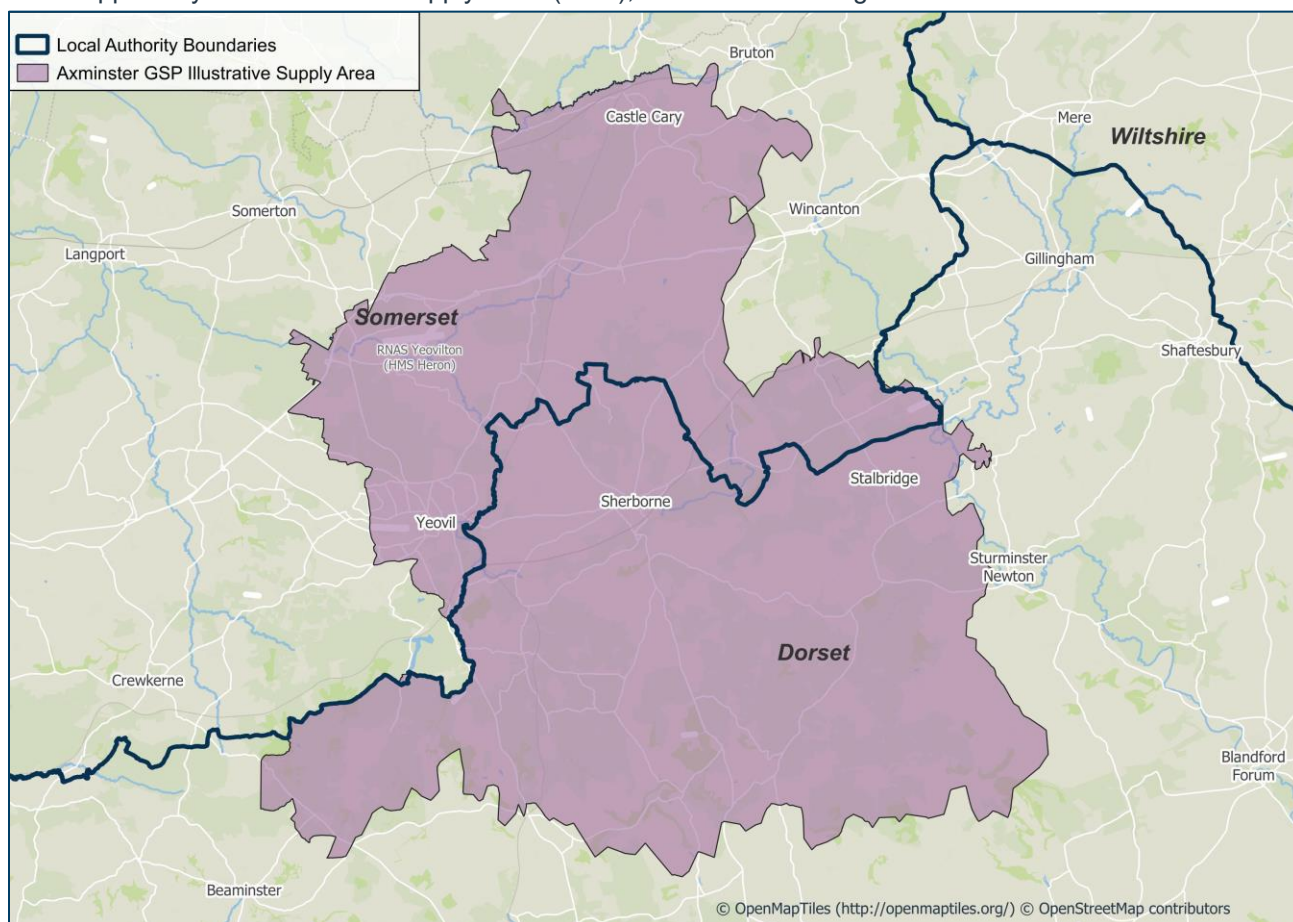 Local Authority Boundaries
Axminster GSP Illustrative Supply Area
Bruton
Castle Cary
Mere
Wiltshire
Somerton
Wincanton
Langport
Gillingham
Somerset
RNAS Yeovilton
(HMS Heron)
Shaftesbury
Stalbridge
Sherborne
Yeovil
Sturminster
Newton
Dorset
Crewkerne
Blandford
Forum
Beaminster
© OpenMapTiles (http://openmaptiles.org/) © OpenStreetMap contributors